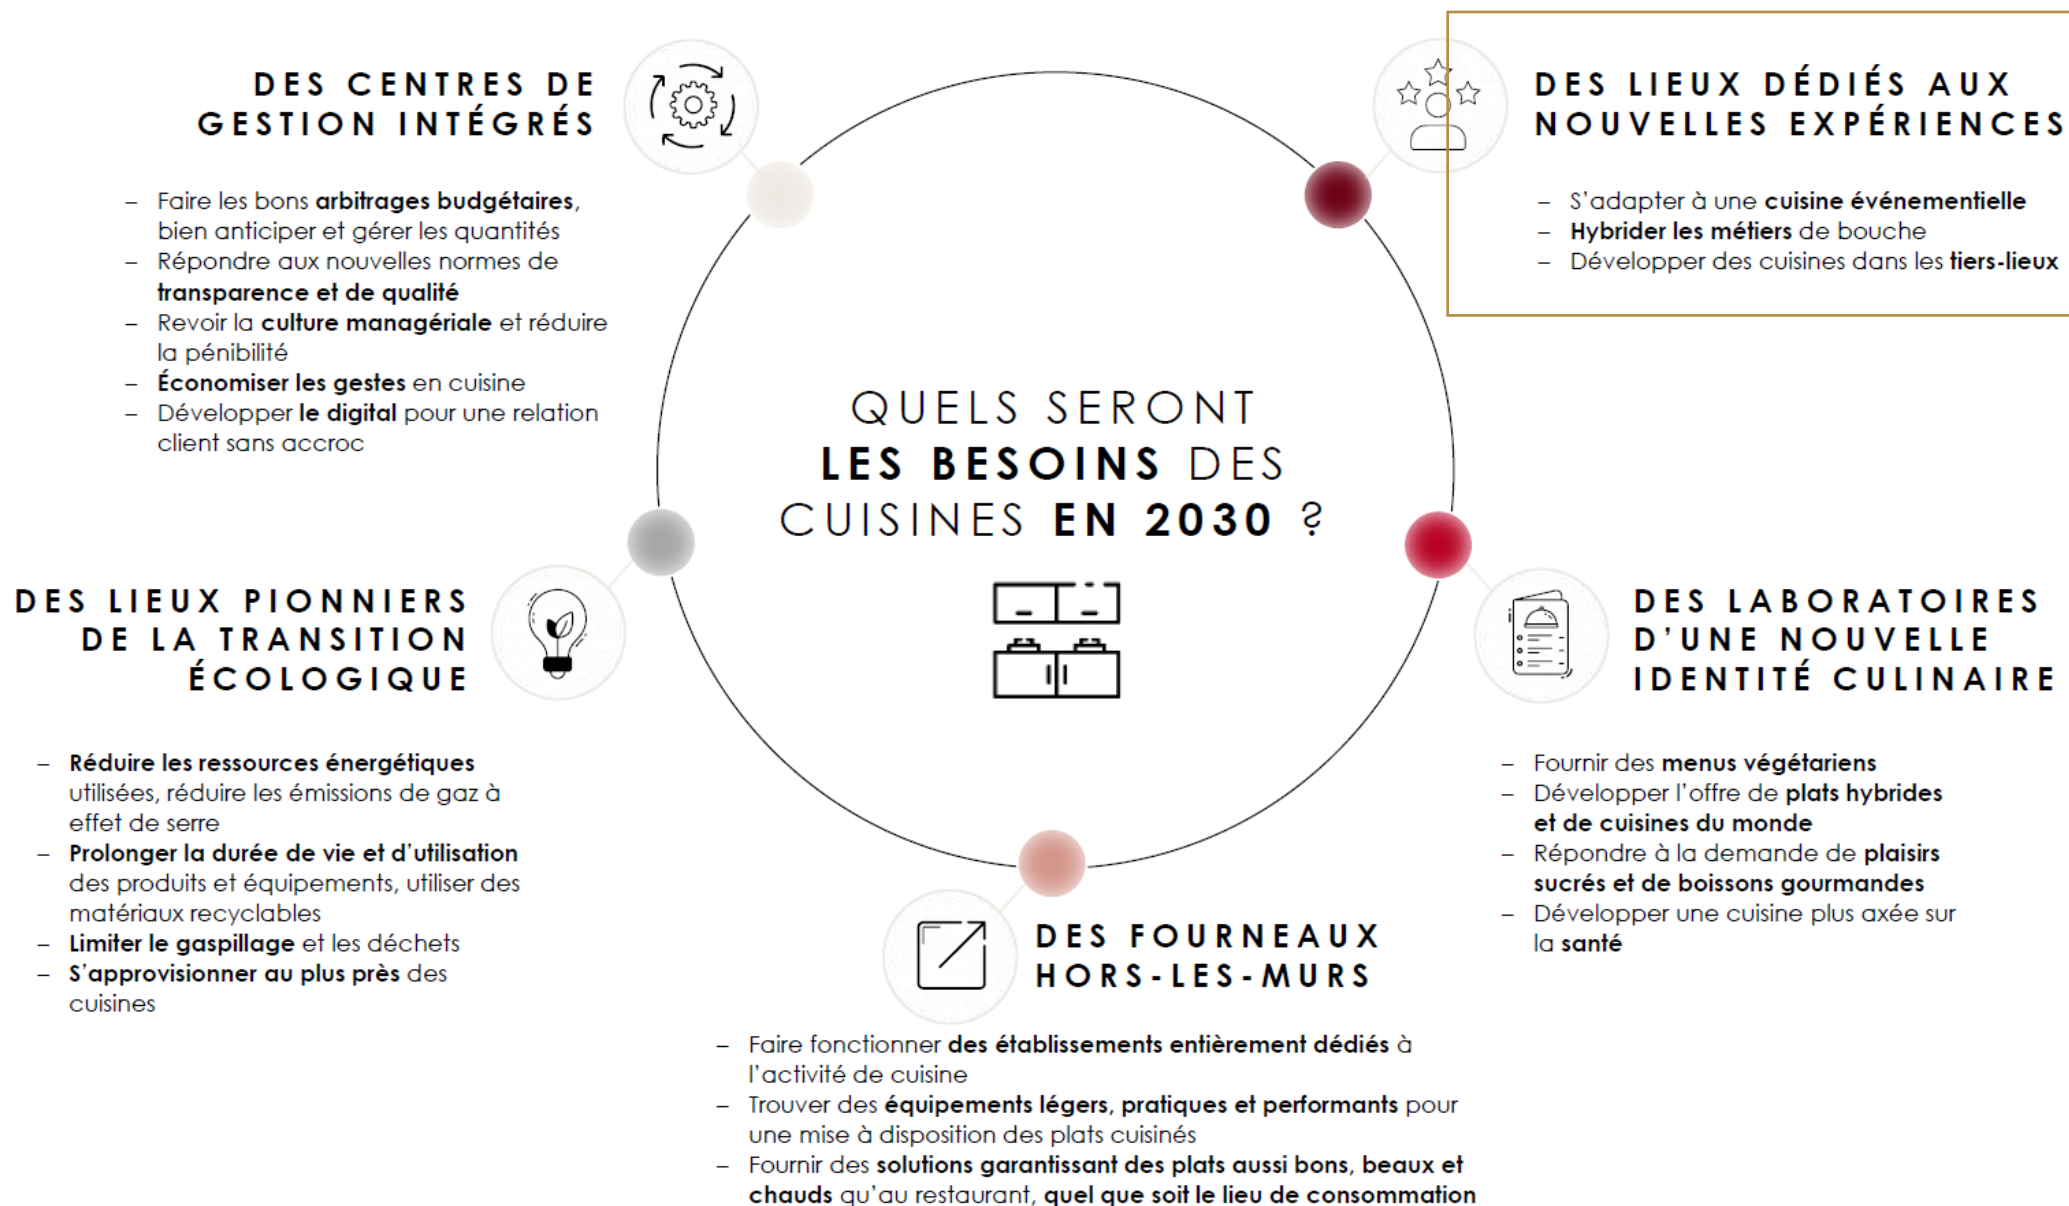 DES CENTRES DE
GESTION INTÉGRÉS
– Faire les bons arbitrages budgétaires,
bien anticiper et gérer les quantités
– Répondre aux nouvelles normes de
transparence et de qualité
– Revoir la culture managériale et réduire
la pénibilité
– Économiser les gestes en cuisine
– Développer le digital pour une relation
client sans accroc
DES LIEUX DÉDIÉS AUX
NOUVELLES EXPÉRIENCES
– S'adapter à une cuisine événementielle
– Hybrider les métiers de bouche
– Développer des cuisines dans les tiers-lieux
QUELS SERONT
LES BESOINS DES
CUISINES EN 2030 ?
DES LIEUX PIONNIERS
DE LA TRANSITION
ÉCOLOGIQUE
– Réduire les ressources énergétiques
utilisées, réduire les émissions de gaz à
effet de serre
– Prolonger la durée de vie et d'utilisation
des produits et équipements, utiliser des
matériaux recyclables
– Limiter le gaspillage et les déchets
– S'approvisionner au plus près des
cuisines
DES LABORATOIRES
D'UNE NOUVELLE
IDENTITÉ CULINAIRE
– Fournir des menus végétariens
– Développer l'offre de plats hybrides
et de cuisines du monde
– Répondre à la demande de plaisirs
sucrés et de boissons gourmandes
– Développer une cuisine plus axée sur
la santé
DES FOURNEAUX
HORS-LES-MURS
– Faire fonctionner des établissements entièrement dédiés à
l'activité de cuisine
– Trouver des équipements légers, pratiques et performants pour
une mise à disposition des plats cuisinés
– Fournir des solutions garantissant des plats aussi bons, beaux et
chauds qu'au restaurant, quel que soit le lieu de consommation